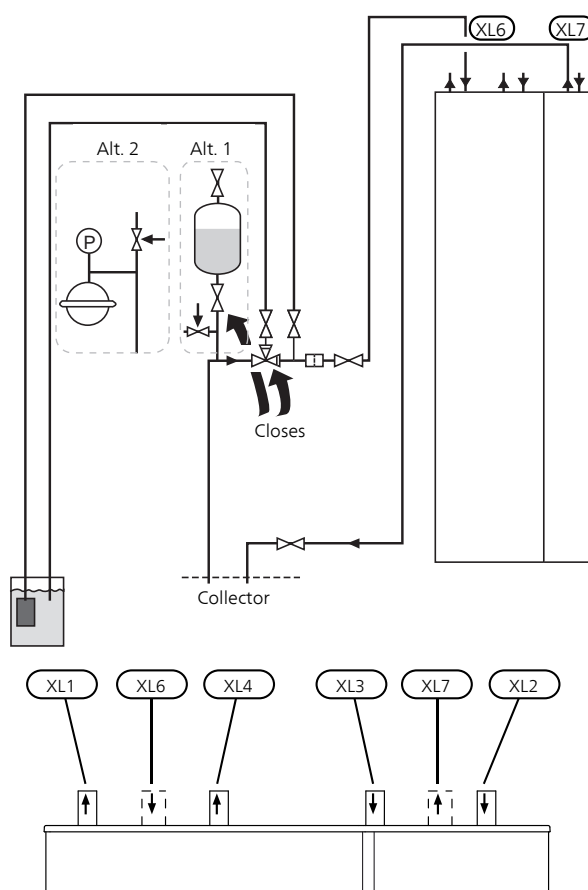 XL6 XL7
Alt. 2 Alt. 1
P
Closes
Collector
XL1 XL6 XL4 XL3 XL7 XL2